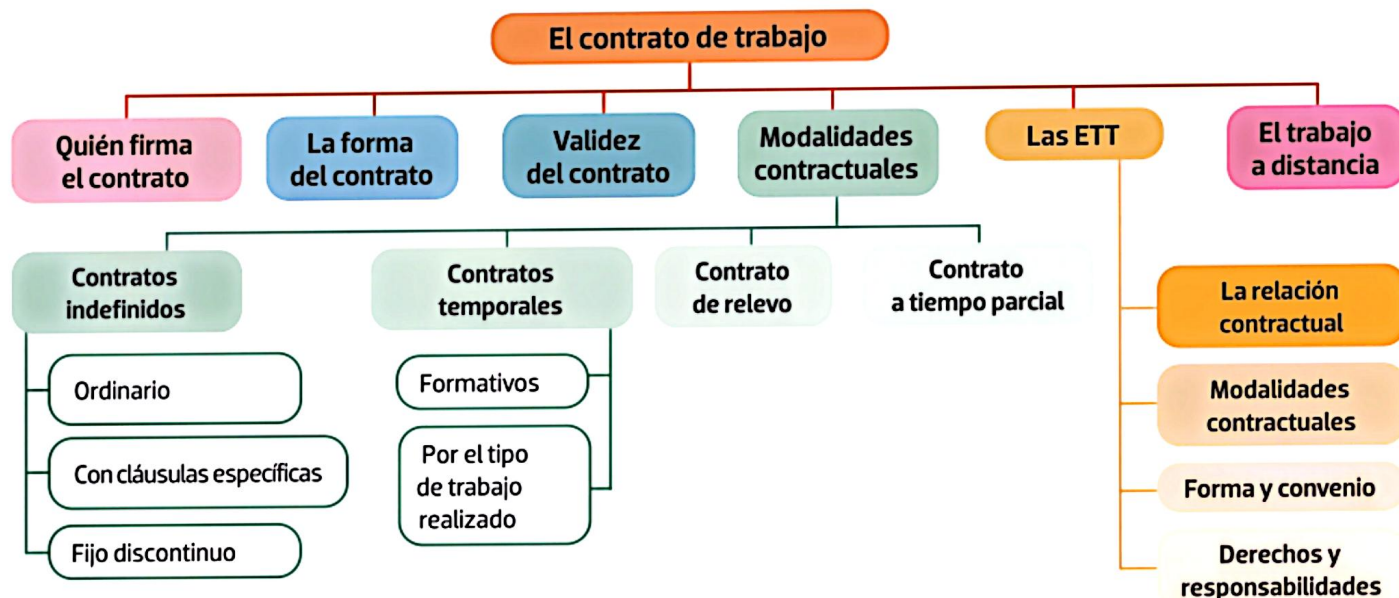 El contrato de trabajo
Quién firma
el contrato
La forma
del contrato
Validez
del contrato
Modalidades
contractuales
Las ETT
El trabajo
a distancia
Contratos
indefinidos
Ordinario
Con cláusulas específicas
Fijo discontinuo
Contratos
temporales
Formativos
Por el tipo
de trabajo
realizado
Contrato
de relevo
Contrato
a tiempo parcial
La relación
contractual
Modalidades
contractuales
Forma y convenio
Derechos y
responsabilidades